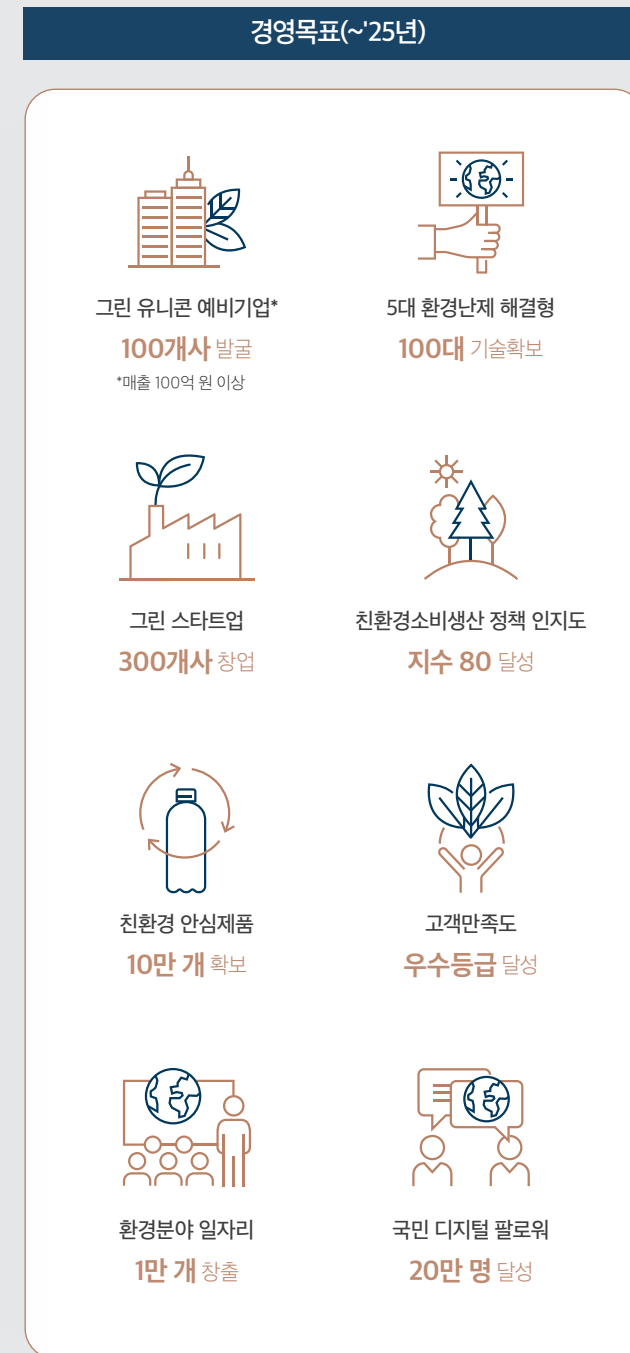 경영목표(~'25년)
그린 유니콘 예비기업*
100개사 발굴
*매출 100억 원 이상
5대 환경난제 해결형
100대 기술확보
그린 스타트업
300개사 창업
친환경소비생산 정책 인지도
지수 80 달성
친환경 안심제품
10만 개 확보
고객만족도
우수등급 달성
환경분야 일자리
1만 개 창출
국민 디지털 팔로워
20만 명 달성